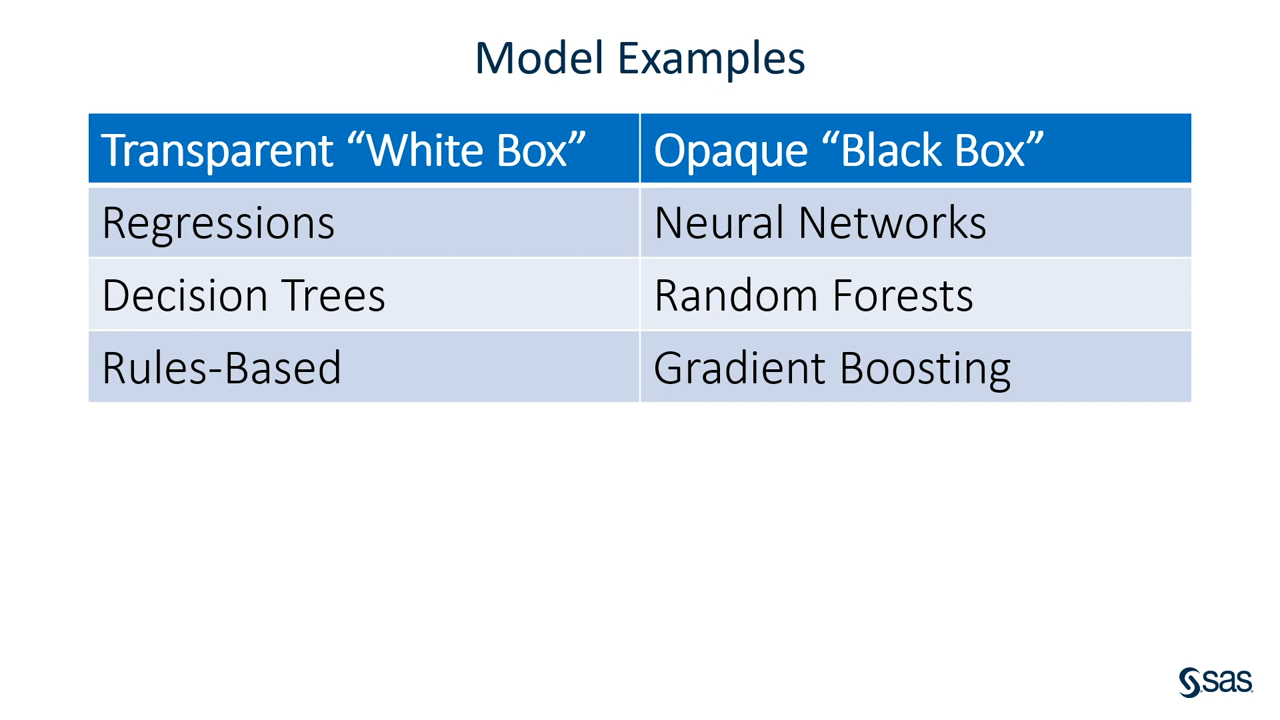 Model Examples
Transparent “White Box” Opaque “Black Box”
Regressions Neural Networks
Decision Trees Random Forests
Rules-Based Gradient Boosting
sas